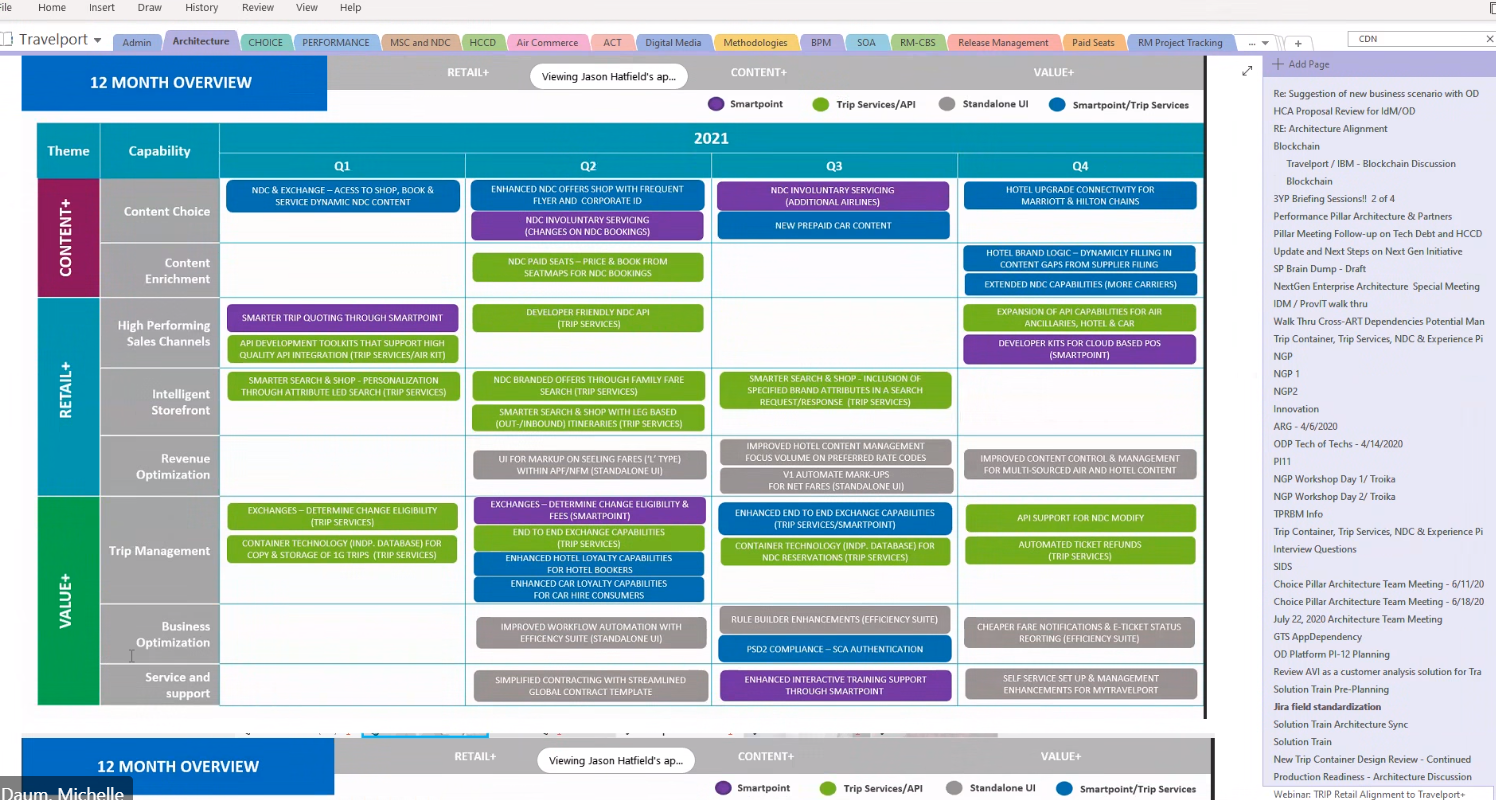 File Home Insert Draw History Review View Help
Travelport Admin Architecture CHOICE PERFORMANCE MSC and NDC HCCD Air Commerce ACT Digital Media Methodologies BPM SOA RM-CBS Release Management Paid Seats RM Project Tracking ... +
CDN
12 MONTH OVERVIEW
RETAIL+ Viewing Jason Hatfield's ap... CONTENT+ VALUE+
Smartpoint Trip Services/API Standalone UI Smartpoint/Trip Services
Theme Capability 2021
Q1 Q2 Q3 Q4
CONTENT+
Content Choice
NDC & EXCHANGE – ACESS TO SHOP, BOOK &
SERVICE DYNAMIC NDC CONTENT
ENHANCED NDC OFFERS SHOP WITH FREQUENT
FLYER AND CORPORATE ID
NDC INVOLUNTARY SERVICING
(CHANGES ON NDC BOOKINGS)
NDC INVOLUNTARY SERVICING
(ADDITIONAL AIRLINES)
NEW PREPAID CAR CONTENT
HOTEL UPGRADE CONNECTIVITY FOR
MARRIOTT & HILTON CHAINS
Content
Enrichment
NDC PAID SEATS – PRICE & BOOK FROM
SEATMAPS FOR NDC BOOKINGS
HOTEL BRAND LOGIC – DYNAMICLY FILLING IN
CONTENT GAPS FROM SUPPLIER FILING
EXTENDED NDC CAPABILITIES (MORE CARRIERS)
RETAIL+
High Performing
Sales Channels
SMARTER TRIP QUOTING THROUGH SMARTPOINT
API DEVELOPMENT TOOLKITS THAT SUPPORT HIGH
QUALITY API INTEGRATION (TRIP SERVICES/AIR KIT)
DEVELOPER FRIENDLY NDC API
(TRIP SERVICES)
EXPANSION OF API CAPABILITIES FOR AIR
ANCILLARIES, HOTEL & CAR
DEVELOPER KITS FOR CLOUD BASED POS
(SMARTPOINT)
Intelligent
Storefront
SMARTER SEARCH & SHOP - PERSONALIZATION
THROUGH ATTRIBUTE LED SEARCH (TRIP SERVICES)
NDC BRANDED OFFERS THROUGH FAMILY FARE
SEARCH (TRIP SERVICES)
SMARTER SEARCH & SHOP WITH LEG BASED
(OUT-/INBOUND) ITINERARIES (TRIP SERVICES)
SMARTER SEARCH & SHOP - INCLUSION OF
SPECIFIED BRAND ATTRIBUTES IN A SEARCH
REQUEST/RESPONSE (TRIP SERVICES)
Revenue
Optimization
UI FOR MARKUP ON SEELING FARES ('L' TYPE)
WITHIN APF/NFM (STANDALONE UI)
IMPROVED HOTEL CONTENT MANAGEMENT
FOCUS VOLUME ON PREFERRED RATE CODES
V1 AUTOMATE MARK-UPS
FOR NET FARES (STANDALONE UI)
IMPROVED CONTENT CONTROL & MANAGEMENT
FOR MULTI-SOURCED AIR AND HOTEL CONTENT
VALUE+
Trip Management
EXCHANGES – DETERMINE CHANGE ELIGIBILITY
(TRIP SERVICES)
CONTAINER TECHNOLOGY (INDP. DATABASE) FOR
COPY & STORAGE OF 1G TRIPS (TRIP SERVICES)
EXCHANGES – DETERMINE CHANGE ELIGIBILITY &
FEES (SMARTPOINT)
END TO END EXCHANGE CAPABILITIES
(TRIP SERVICES)
ENHANCED HOTEL LOYALTY CAPABILITIES
FOR HOTEL BOOKERS
ENHANCED CAR LOYALTY CAPABILITIES
FOR CAR HIRE CONSUMERS
ENHANCED END TO END EXCHANGE CAPABILITIES
(TRIP SERVICES/SMARTPOINT)
CONTAINER TECHNOLOGY (INDP. DATABASE) FOR
NDC RESERVATIONS (TRIP SERVICES)
API SUPPORT FOR NDC MODIFY
AUTOMATED TICKET REFUNDS
(TRIP SERVICES)
Business
Optimization
IMPROVED WORKFLOW AUTOMATION WITH
EFFICENCY SUITE (STANDALONE UI)
RULE BUILDER ENHANCEMENTS (EFFICIENCY SUITE)
PSD2 COMPLIANCE – SCA AUTHENTICATION
CHEAPER FARE NOTIFICATIONS & E-TICKET STATUS
REORTING (EFFICIENCY SUITE)
Service and
support
SIMPLIFIED CONTRACTING WITH STREAMLINED
GLOBAL CONTRACT TEMPLATE
ENHANCED INTERACTIVE TRAINING SUPPORT
THROUGH SMARTPOINT
SELF SERVICE SET UP & MANAGEMENT
ENHANCEMENTS FOR MYTRAVELPORT
12 MONTH OVERVIEW
RETAIL+ Viewing Jason Hatfield's ap... CONTENT+ VALUE+
Smartpoint Trip Services/API Standalone UI Smartpoint/Trip Services
Daum, Michelle
Add Page
Re: Suggestion of new business scenario with OD
HCA Proposal Review for IdM/OD
RE: Architecture Alignment
Blockchain
Travelport / IBM - Blockchain Discussion
Blockchain
3YP Briefing Sessions!! 2 of 4
Performance Pillar Architecture & Partners
Pillar Meeting Follow-up on Tech Debt and HCCD
Update and Next Steps on Next Gen Initiative
SP Brain Dump - Draft
NextGen Enterprise Architecture Special Meeting
IDM / ProvIT walk thru
Walk Thru Cross-ART Dependencies Potential Man
Trip Container, Trip Services, NDC & Experience Pi
NGP
NGP 1
NGP2
Innovation
ARG - 4/6/2020
ODP Tech of Techs - 4/14/2020
PI11
NGP Workshop Day 1/ Troika
NGP Workshop Day 2/ Troika
TPRBM Info
Trip Container, Trip Services, NDC & Experience Pi
Interview Questions
SIDS
Choice Pillar Architecture Team Meeting - 6/11/20
Choice Pillar Architecture Team Meeting - 6/18/20
July 22, 2020 Architecture Team Meeting
GTS AppDependency
OD Platform PI-12 Planning
Review AVI as a customer analysis solution for Tra
Solution Train Pre-Planning
Jira field standardization
Solution Train Architecture Sync
Solution Train
New Trip Container Design Review - Continued
Production Readiness - Architecture Discussion
Webinar: TRIP Retail Alignment to Travelport+